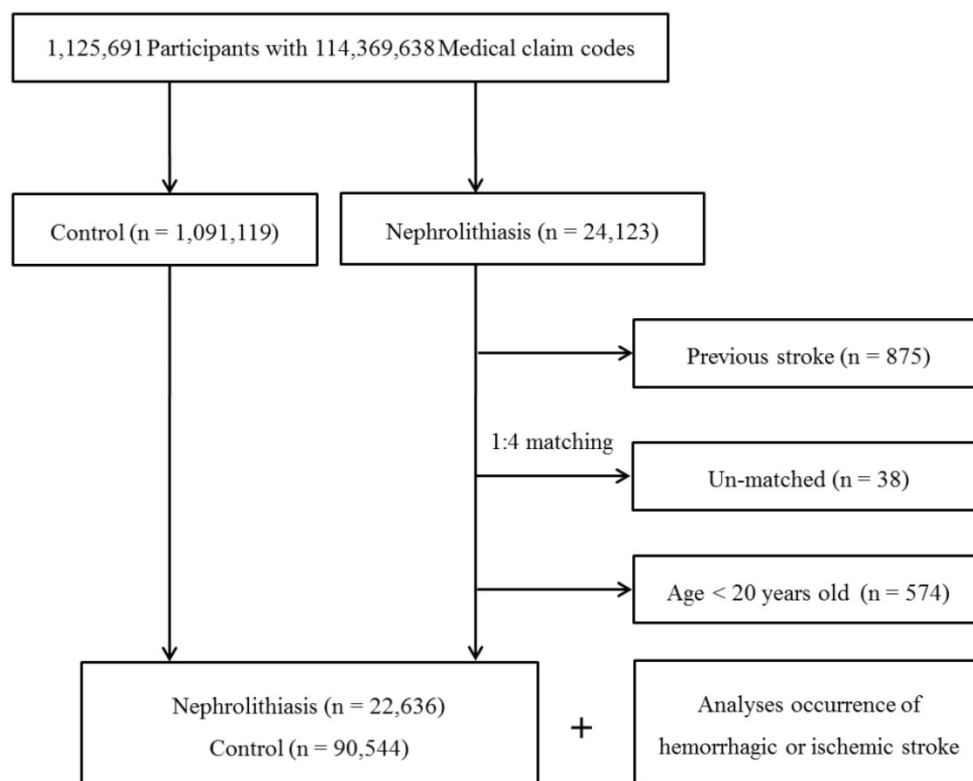 1,125,691 Participants with 114,369,638 Medical claim codes
Control (n = 1,091,119)
Nephrolithiasis (n = 24,123)
Previous stroke (n = 875)
1:4 matching
Un-matched (n = 38)
Age < 20 years old (n = 574)
Nephrolithiasis (n = 22,636)
Control (n = 90,544)
+
Analyses occurrence of
hemorrhagic or ischemic stroke